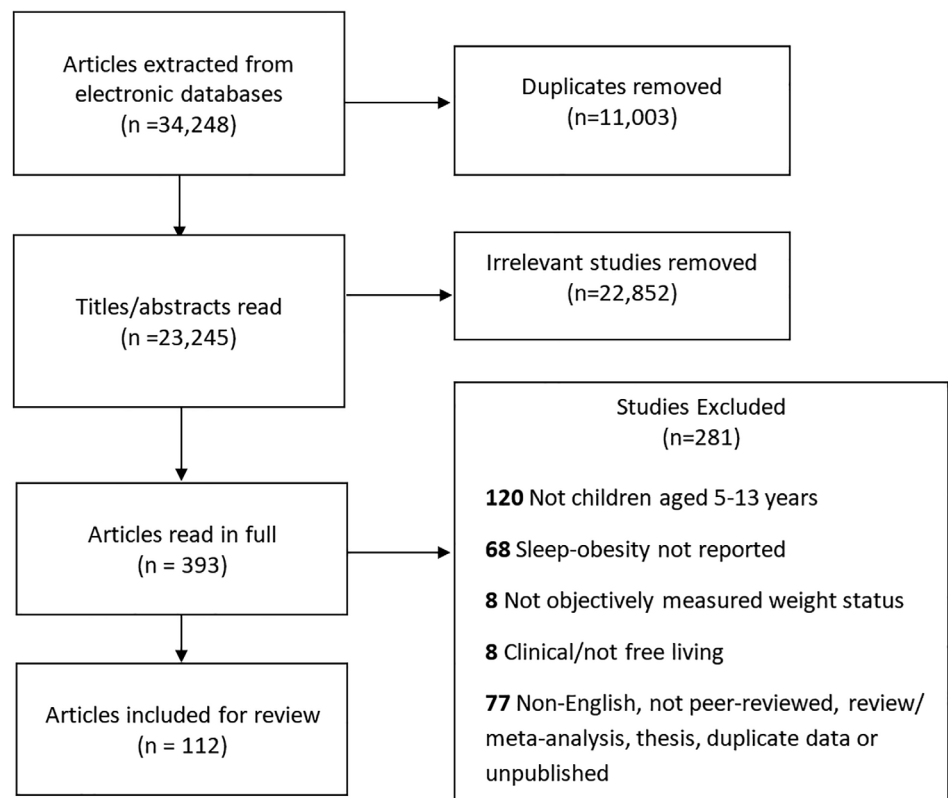 Articles extracted from
electronic databases
(n =34,248)
Duplicates removed
(n=11,003)
Titles/abstracts read
(n =23,245)
Irrelevant studies removed
(n=22,852)
Articles read in full
(n = 393)
Studies Excluded
(n=281)
120 Not children aged 5-13 years
68 Sleep-obesity not reported
8 Not objectively measured weight status
8 Clinical/not free living
77 Non-English, not peer-reviewed, review/
meta-analysis, thesis, duplicate data or
unpublished
Articles included for review
(n = 112)